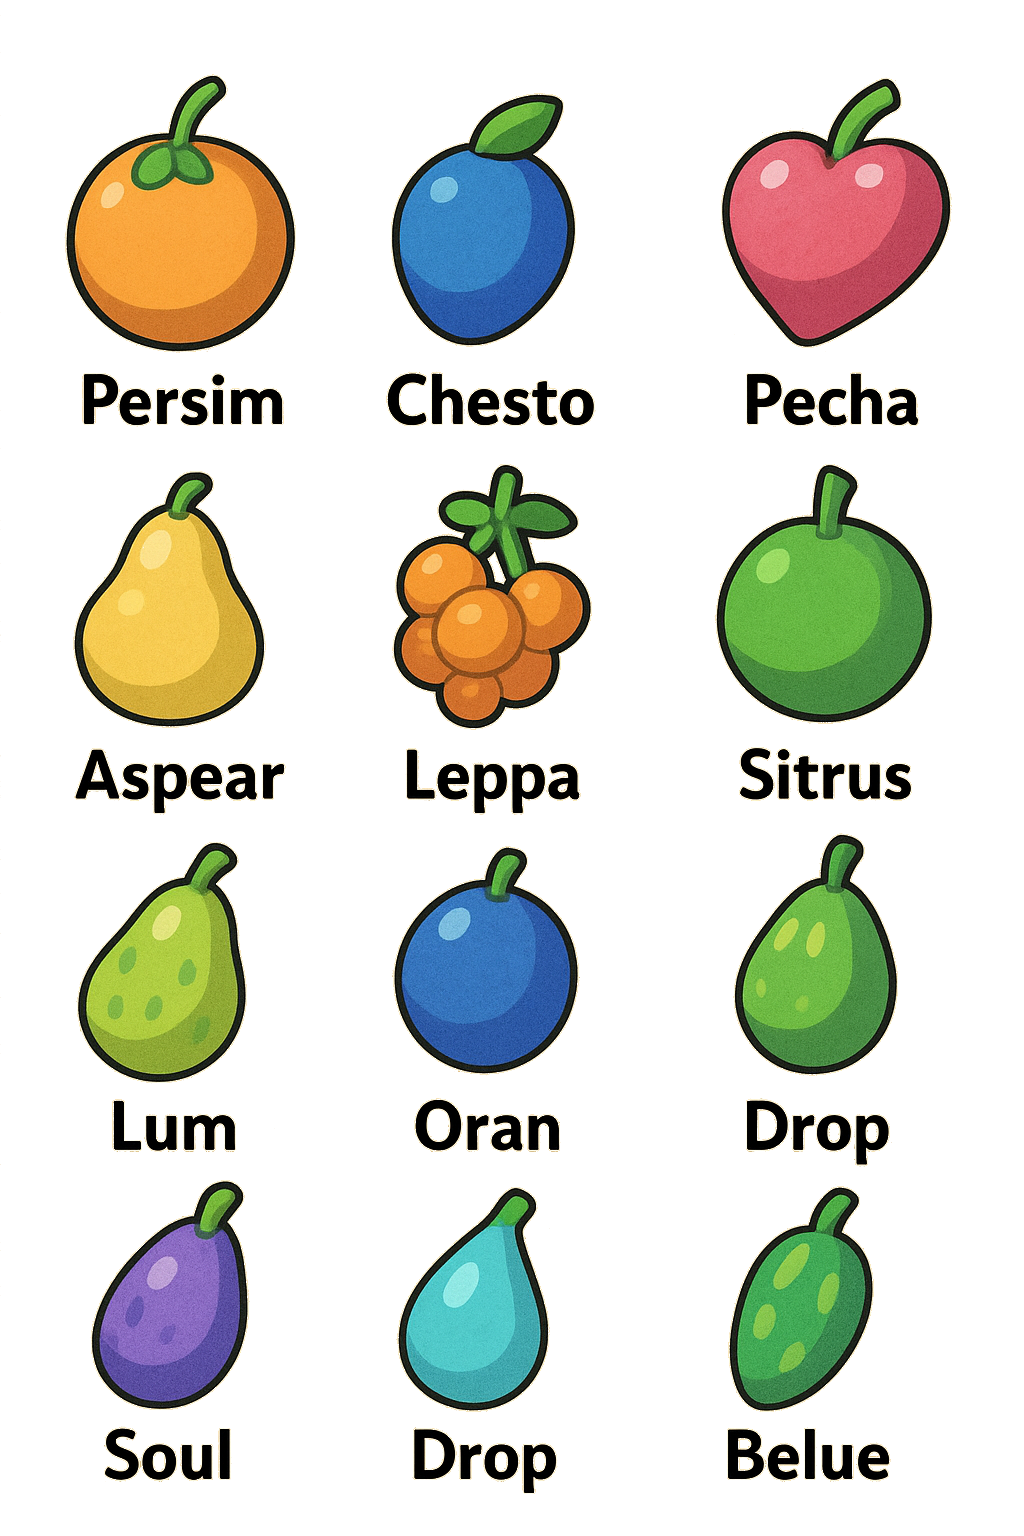 Persim Chesto Pecha
Aspear Leppa Sitrus
Lum Oran Drop
Soul Drop Belue